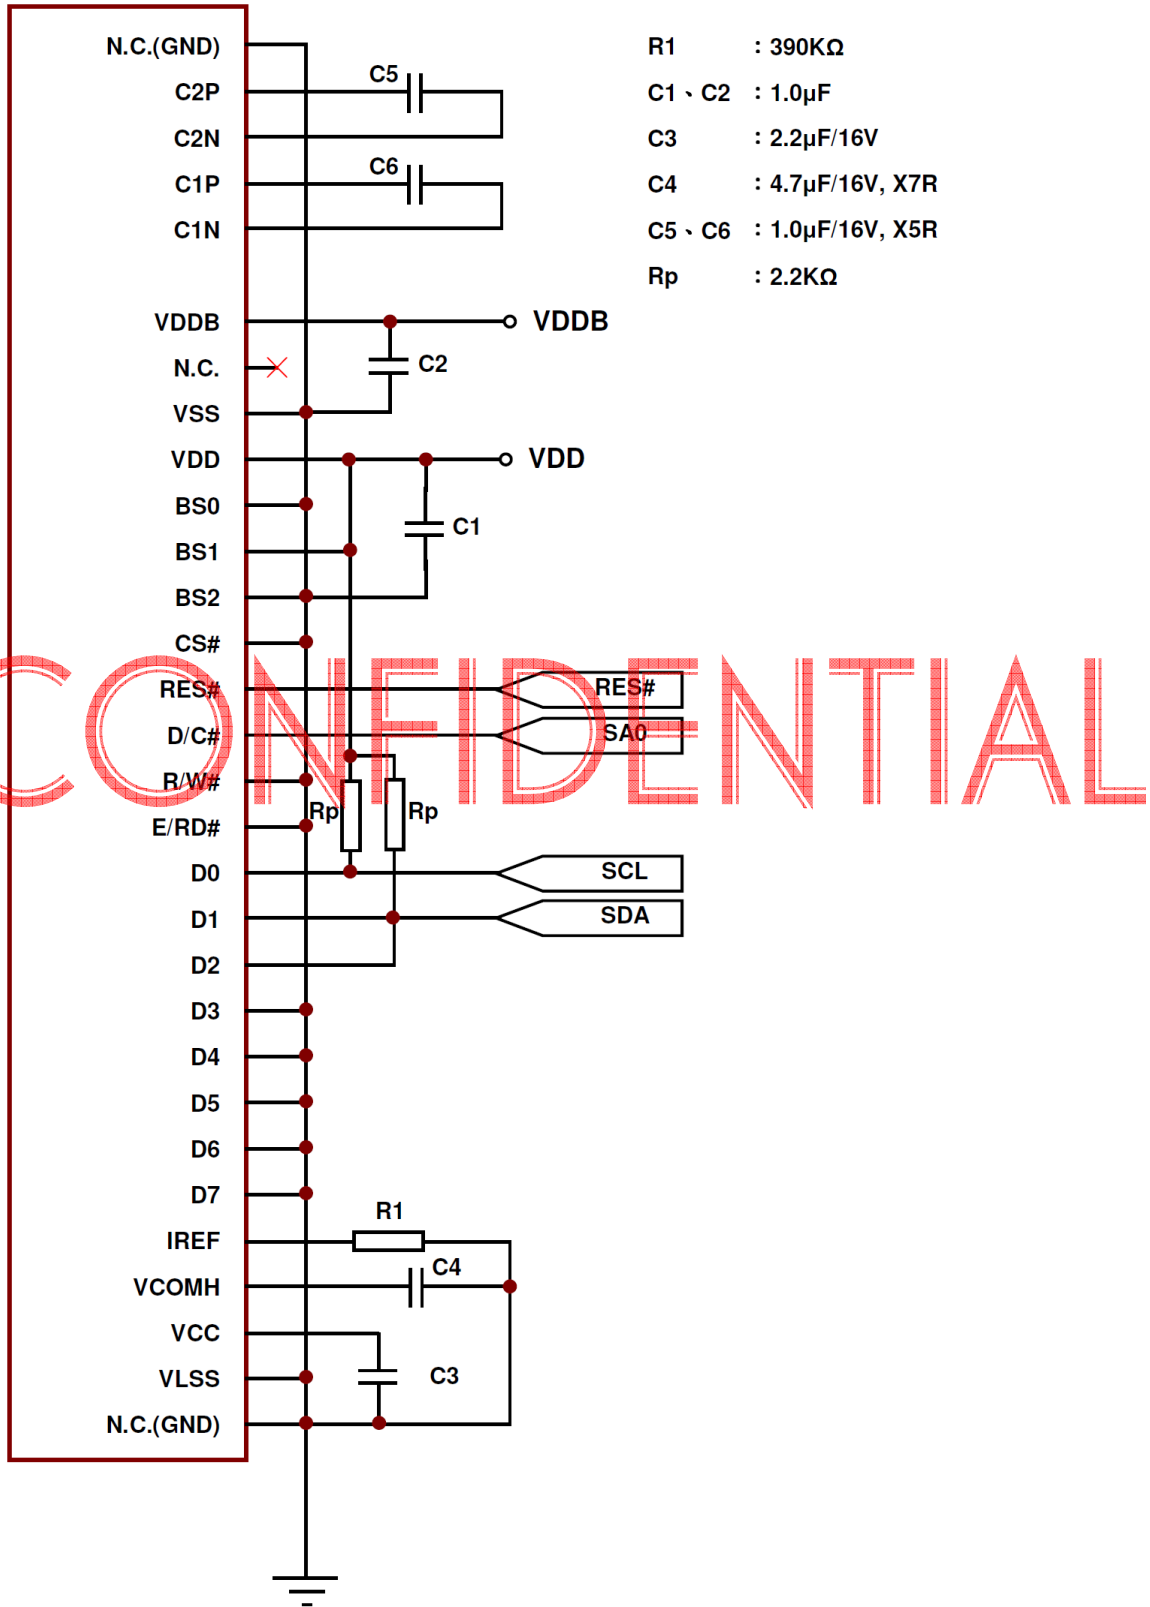 N.C.(GND)
C2P
C2N
C1P
C1N
VDDB
N.C.
VSS
VDD
BS0
BS1
BS2
CS#
RES#
D/C#
R/W#
E/RD#
D0
D1
D2
D3
D4
D5
D6
D7
IREF
VCOMH
VCC
VLSS
N.C.(GND)
C5
C6
VDDB
C2
VDD
C1
RES#
SA0
Rp Rp
SCL
SDA
R1
C4
C3
R1 : 390KΩ
C1、C2 : 1.0µF
C3 : 2.2µF/16V
C4 : 4.7µF/16V, X7R
C5、C6 : 1.0µF/16V, X5R
Rp : 2.2KΩ
CONFIDENTIAL